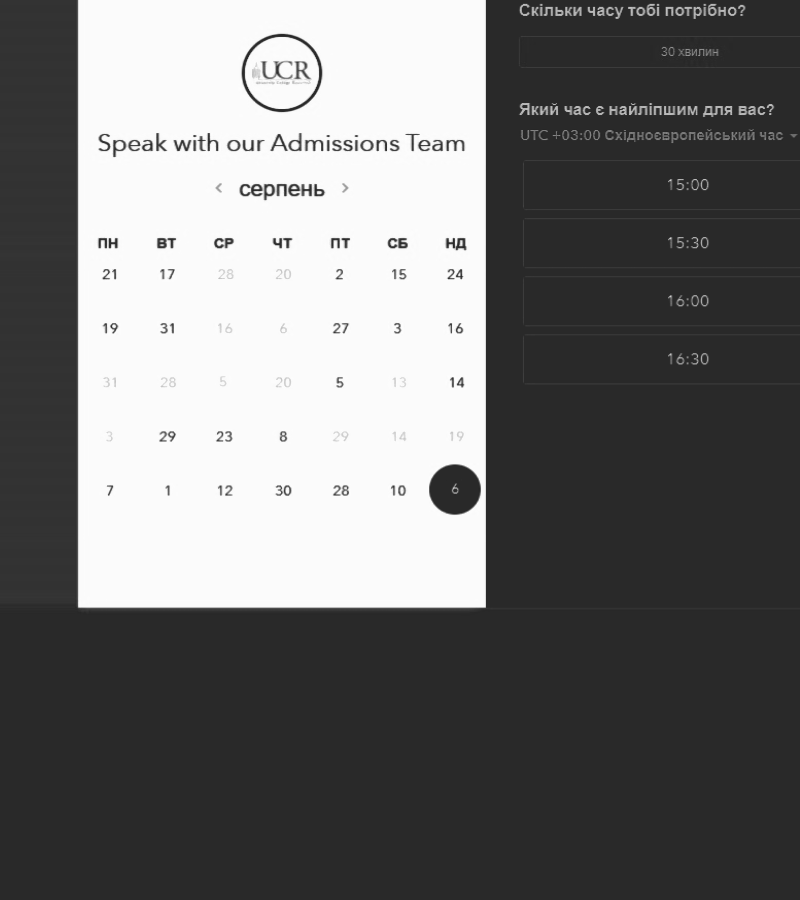 UCR
Speak with our Admissions Team
серпень
ПН ВТ СР ЧТ ПТ СБ НД
21 17 28 20 2 15 24
19 31 16 6 27 3 16
31 28 5 20 5 13 14
3 29 23 8 29 14 19
7 1 12 30 28 10 6
Скільки часу тобі потрібно?
30 хвилин
Який час є найліпшим для вас?
UTC +03:00 Східноєвропейський час
15:00
15:30
16:00
16:30